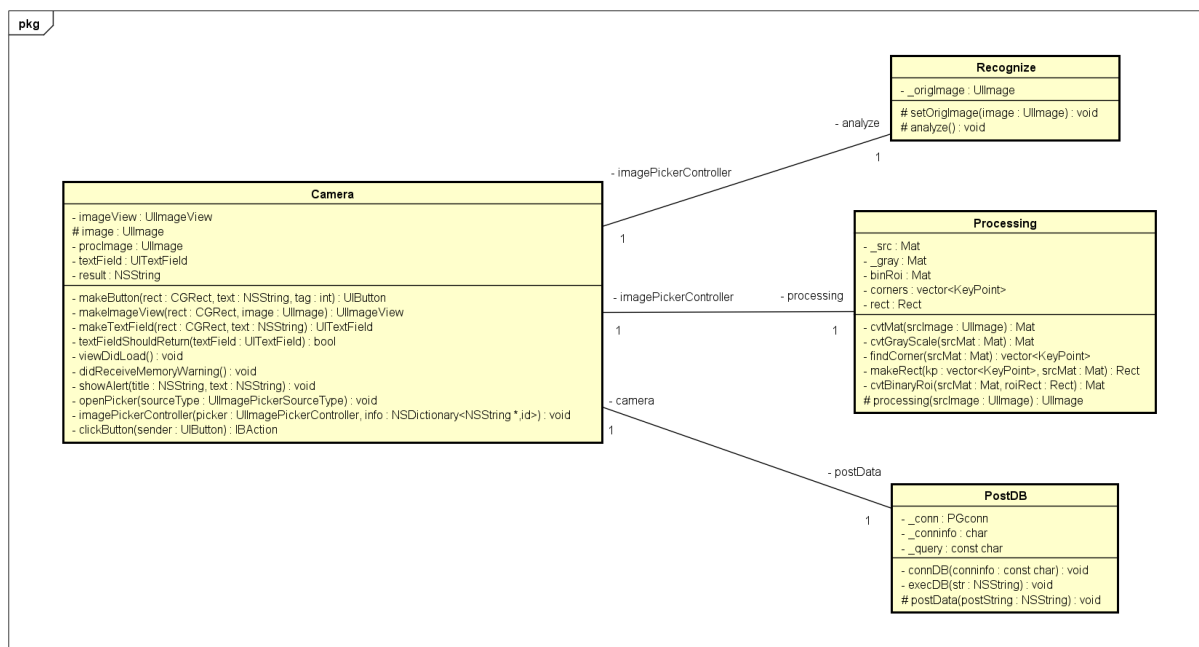 pkg
Recognize
- _origImage : UIImage
# setOrigImage(image : UIImage) : void
# analyze() : void
- analyze
1
- imagePickerController
1
Camera
- imageView : UIImageView
# image : UIImage
- procImage : UIImage
- textField : UITextField
- result : NSString
- makeButton(rect : CGRect, text : NSString, tag : int) : UIButton
- makeImageView(rect : CGRect, image : UIImage) : UIImageView
- makeTextField(rect : CGRect, text : NSString) : UITextField
- textFieldShouldReturn(textField : UITextField) : bool
- viewDidLoad() : void
- didReceiveMemoryWarning() : void
- showAlert(title : NSString, text : NSString) : void
- openPicker(sourceType : UIImagePickerSourceType) : void
- imagePickerController(picker : UIImagePickerController, info : NSDictionary<NSString *,id>) : void
- clickButton(sender : UIButton) : IBAction
- imagePickerController
1
- processing
1
Processing
- _src : Mat
- _gray : Mat
- binRoi : Mat
- corners : vector<KeyPoint>
- rect : Rect
- cvtMat(srcImage : UIImage) : Mat
- cvtGrayScale(srcMat : Mat) : Mat
- findCorner(srcMat : Mat) : vector<KeyPoint>
- makeRect(kp : vector<KeyPoint>, srcMat : Mat) : Rect
- cvtBinaryRoi(srcMat : Mat, roiRect : Rect) : Mat
# processing(srcImage : UIImage) : UIImage
- camera
1
- postData
1
PostDB
- _conn : PGconn
- _conninfo : char
- _query : const char
- connDB(conninfo : const char) : void
- execDB(str : NSString) : void
# postData(postString : NSString) : void